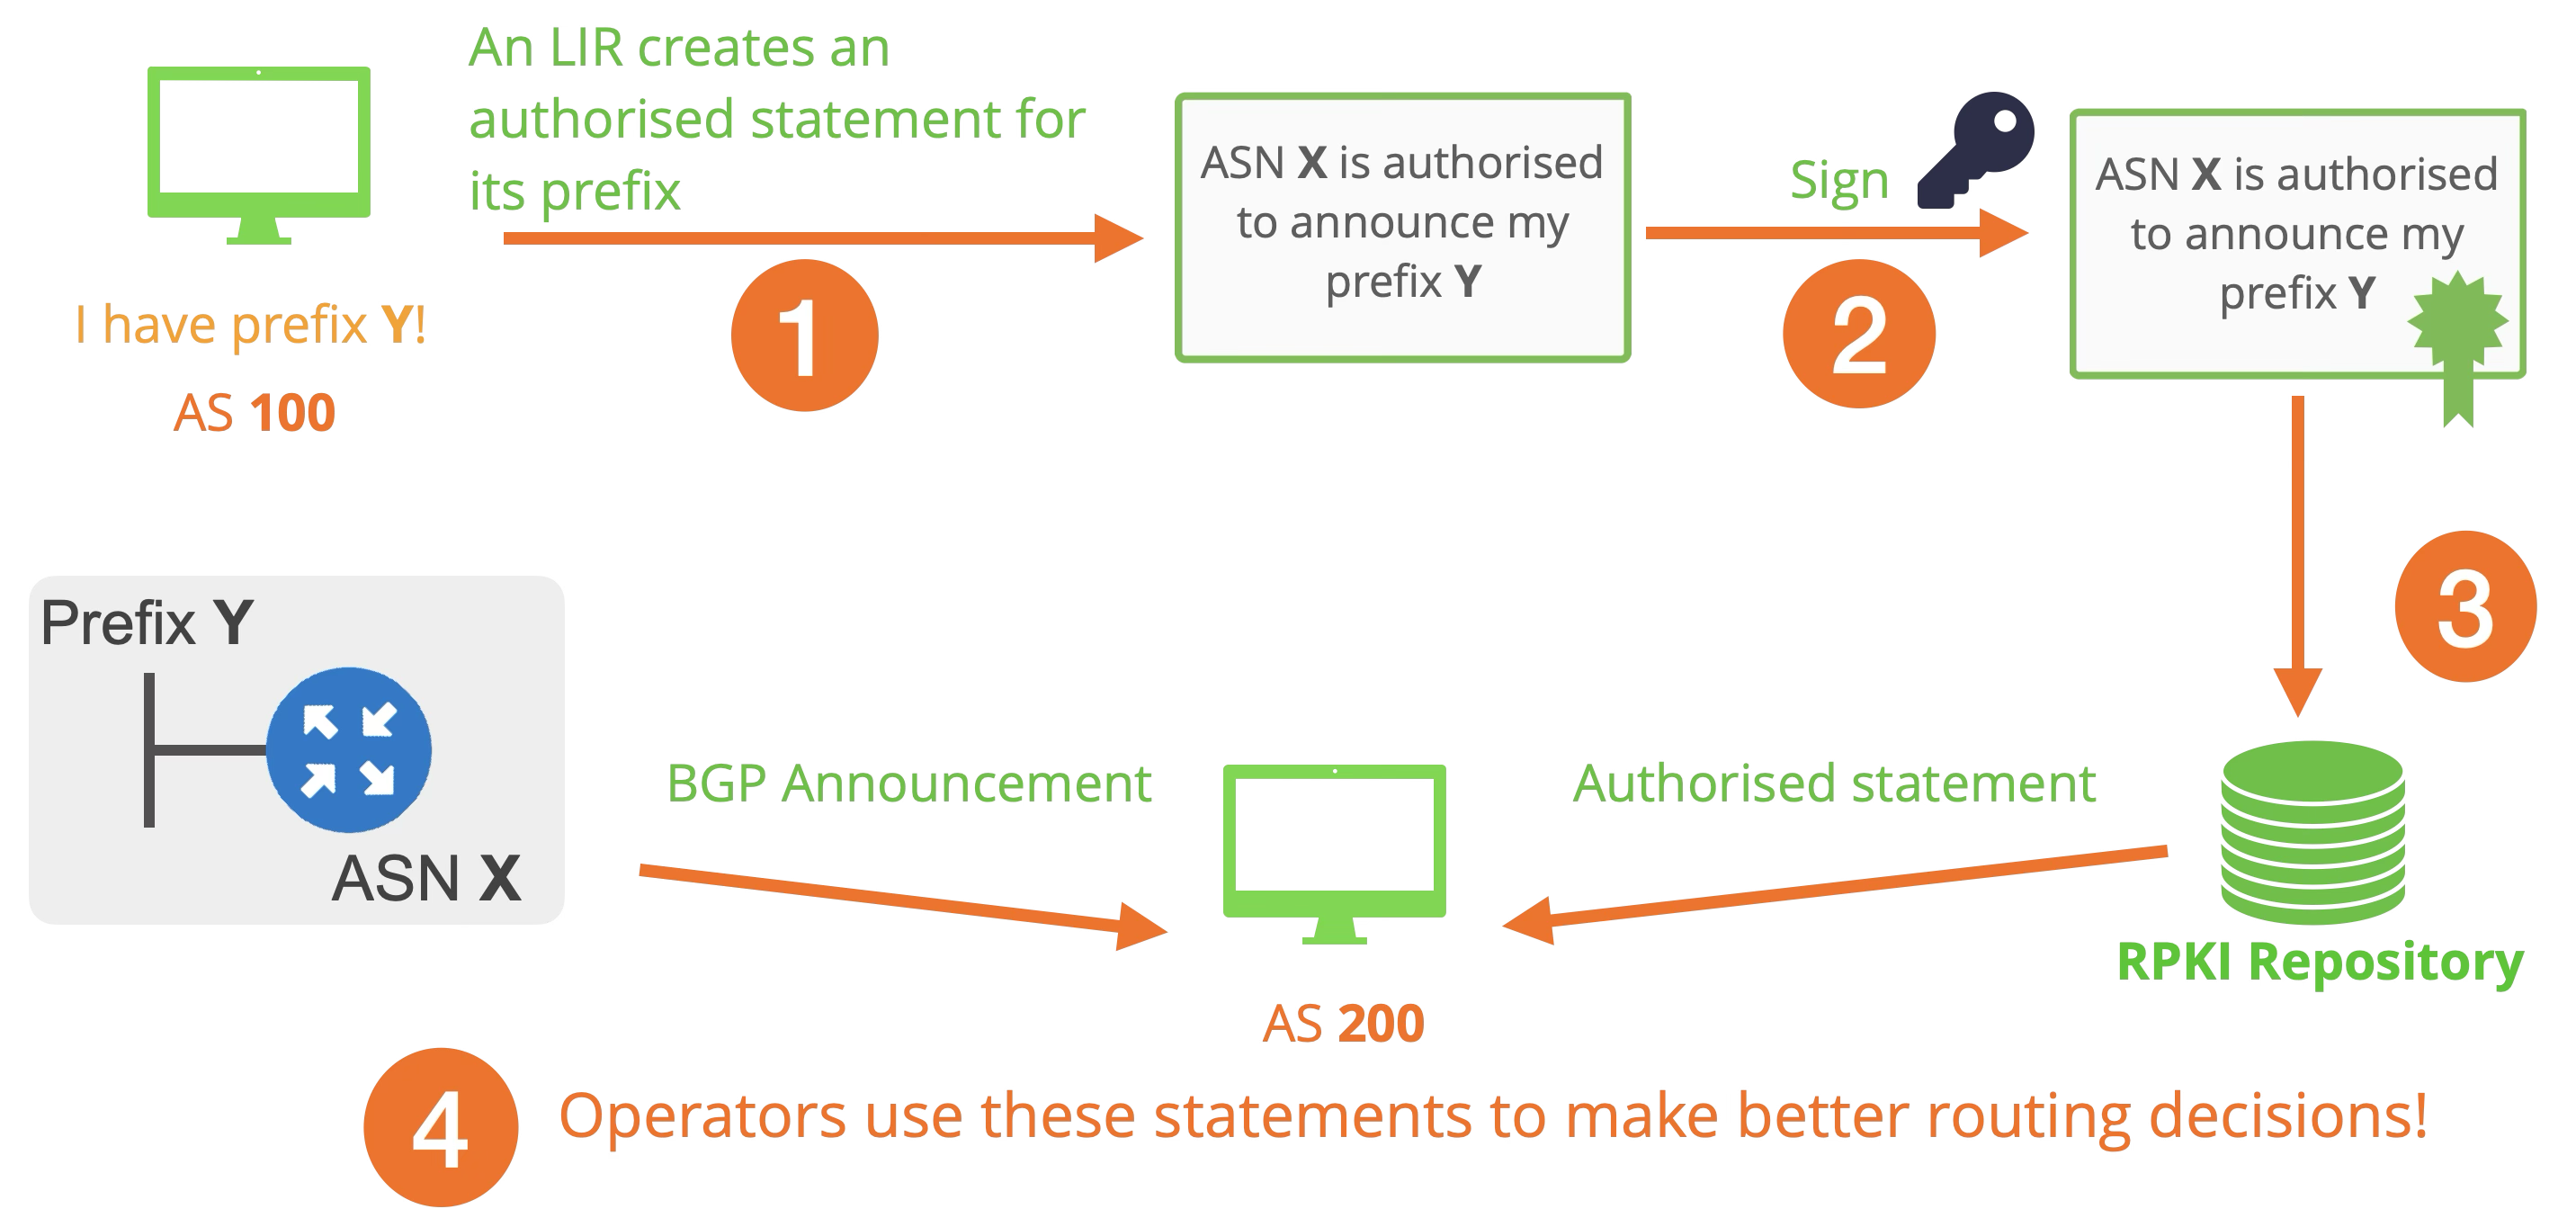 An LIR creates an
authorised statement for
its prefix
I have prefix Y!
AS 100
1
ASN X is authorised
to announce my
prefix Y
Sign
2
ASN X is authorised
to announce my
prefix Y
3
Prefix Y
ASN X
BGP Announcement
AS 200
Authorised statement
RPKI Repository
4
Operators use these statements to make better routing decisions!